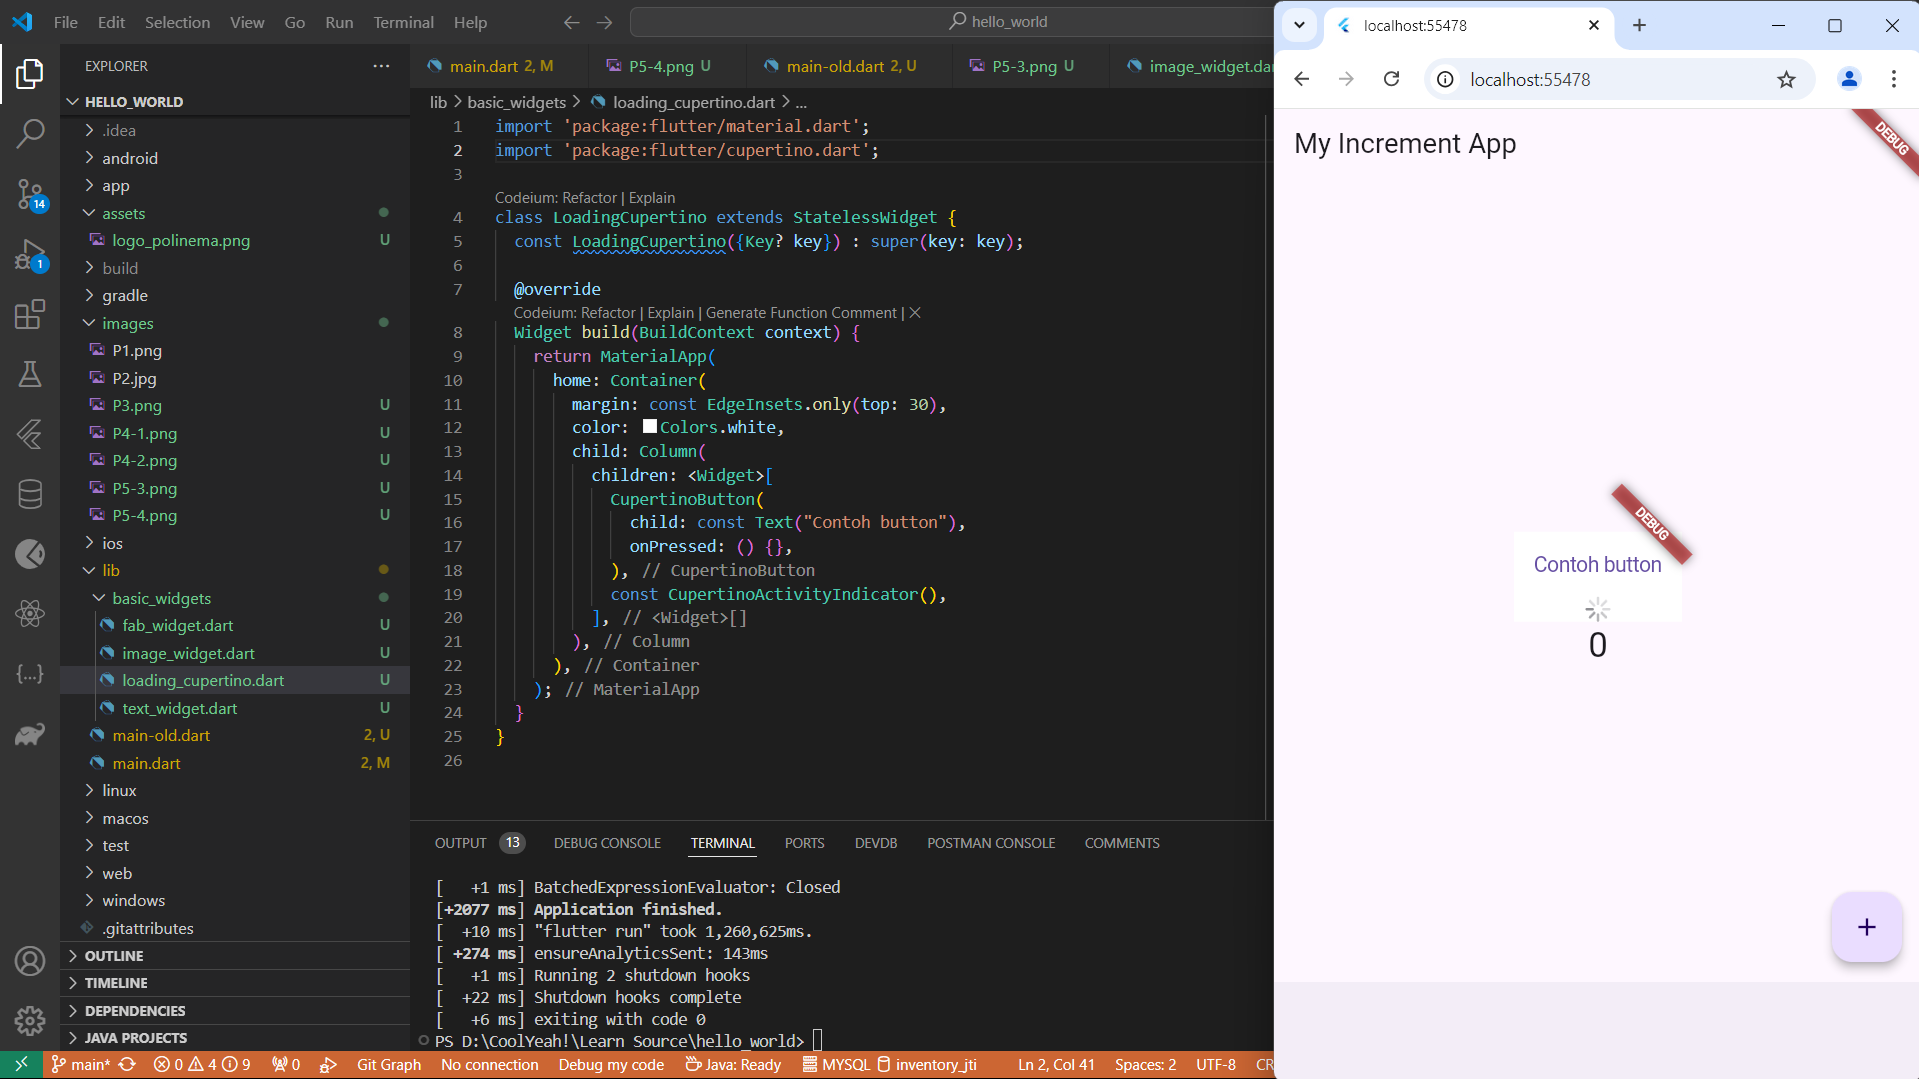 File Edit Selection View Go Run Terminal Help
hello_world
EXPLORER
HELLO_WORLD
.idea
android
app
assets
logo_polinema.png U
build
gradle
images
P1.png
P2.jpg
P3.png U
P4-1.png U
P4-2.png U
P5-3.png U
P5-4.png U
ios
lib
basic_widgets
fab_widget.dart U
image_widget.dart U
loading_cupertino.dart U
text_widget.dart U
main-old.dart 2, U
main.dart 2, M
linux
macos
test
web
windows
.gitattributes
OUTLINE
TIMELINE
DEPENDENCIES
JAVA PROJECTS
14
1
main.dart 2, M P5-4.png U main-old.dart 2, U P5-3.png U image_widget.da
lib > basic_widgets > loading_cupertino.dart > ...
1 import 'package:flutter/material.dart';
2 import 'package:flutter/cupertino.dart';
3
Codeium: Refactor | Explain
4 class LoadingCupertino extends StatelessWidget {
5 const LoadingCupertino({Key? key}) : super(key: key);
6
7 @override
Codeium: Refactor | Explain | Generate Function Comment | ✕
8 Widget build(BuildContext context) {
9 return MaterialApp(
10 home: Container(
11 margin: const EdgeInsets.only(top: 30),
12 color: Colors.white,
13 child: Column(
14 children: <Widget>[
15 CupertinoButton(
16 child: const Text("Contoh button"),
17 onPressed: () {},
18 ), // CupertinoButton
19 const CupertinoActivityIndicator(),
20 ], // <Widget>[]
21 ), // Column
22 ), // Container
23 ); // MaterialApp
24 }
25 }
26
OUTPUT 13 DEBUG CONSOLE TERMINAL PORTS DEVDB POSTMAN CONSOLE COMMENTS
[ +1 ms] BatchedExpressionEvaluator: Closed
[+2077 ms] Application finished.
[ +10 ms] "flutter run" took 1,260,625ms.
[ +274 ms] ensureAnalyticsSent: 143ms
[ +1 ms] Running 2 shutdown hooks
[ +22 ms] Shutdown hooks complete
[ +6 ms] exiting with code 0
PS D:\CoolYeah!\Learn Source\hello_world>
main* 0 4 9 0 Git Graph No connection Debug my code Java: Ready MYSQL inventory_jti Ln 2, Col 41 Spaces: 2 UTF-8 CR
localhost:55478
localhost:55478
My Increment App
DEBUG
DEBUG
Contoh button
0
+